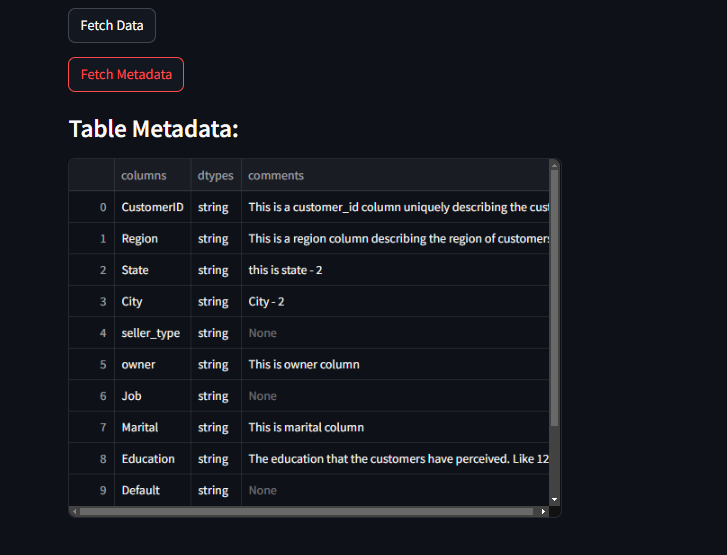 Fetch Data
Fetch Metadata
Table Metadata:
columns dtypes comments
0 CustomerID string This is a customer_id column uniquely describing the
1 Region string This is a region column describing the region of customers
2 State string this is state - 2
3 City string City - 2
4 seller_type string None
5 owner string This is owner column
6 Job string None
7 Marital string This is marital column
8 Education string The education that the customers have perceived. Like 12
9 Default string None